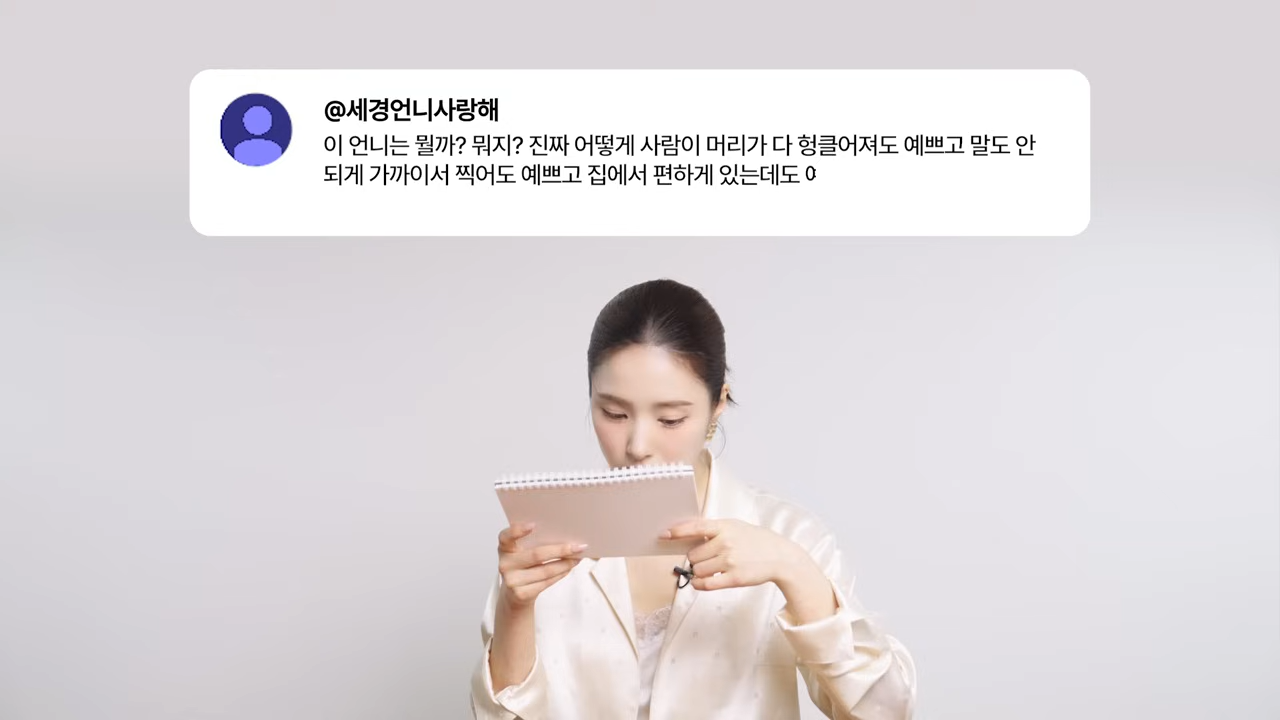 @세경언니사랑해
이 언니는 뭘까? 뭐지? 진짜 어떻게 사람이 머리가 다 헝클어져도 예쁘고 말도 안
되게 가까이서 찍어도 예쁘고 집에서 편하게 있는데도